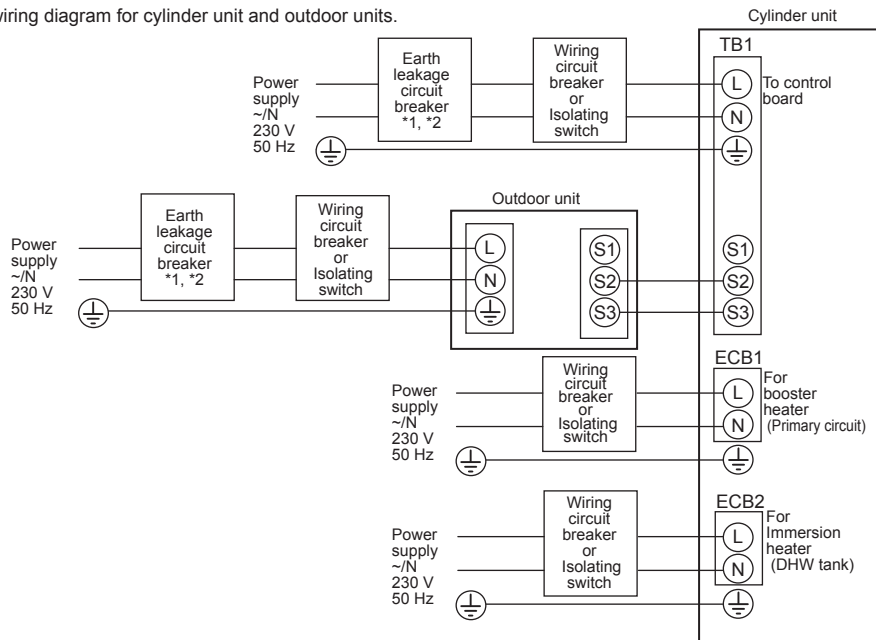 wiring diagram for cylinder unit and outdoor units.
Cylinder unit
TB1
Power
supply
~/N
230 V
50 Hz
Earth
leakage
circuit
breaker
*1, *2
Wiring
circuit
breaker
or
Isolating
switch
L
N
To control
board
Power
supply
~/N
230 V
50 Hz
Earth
leakage
circuit
breaker
*1, *2
Wiring
circuit
breaker
or
Isolating
switch
Outdoor unit
L
N
S1
S2
S3
S1
S2
S3
ECB1
Power
supply
~/N
230 V
50 Hz
Wiring
circuit
breaker
or
Isolating
switch
L
N
For
booster
heater
(Primary circuit)
ECB2
Power
supply
~/N
230 V
50 Hz
Wiring
circuit
breaker
or
Isolating
switch
L
N
For
Immersion
heater
(DHW tank)